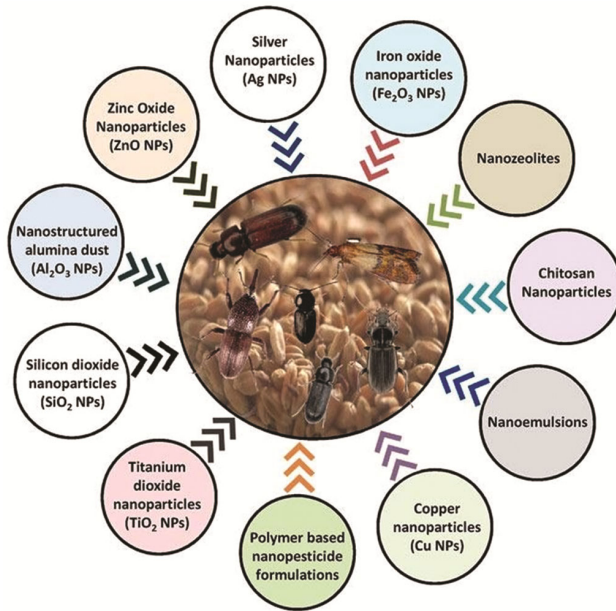 Silver
Nanoparticles
(Ag NPs)
Iron oxide
nanoparticles
(Fe₂O₃ NPs)
Nanozeolites
Chitosan
Nanoparticles
Nanoemulsions
Copper
nanoparticles
(Cu NPs)
Polymer based
nanopesticide
formulations
Titanium
dioxide
nanoparticles
(TiO₂ NPs)
Silicon dioxide
nanoparticles
(SiO₂ NPs)
Nanostructured
alumina dust
(Al₂O₃ NPs)
Zinc Oxide
Nanoparticles
(ZnO NPs)